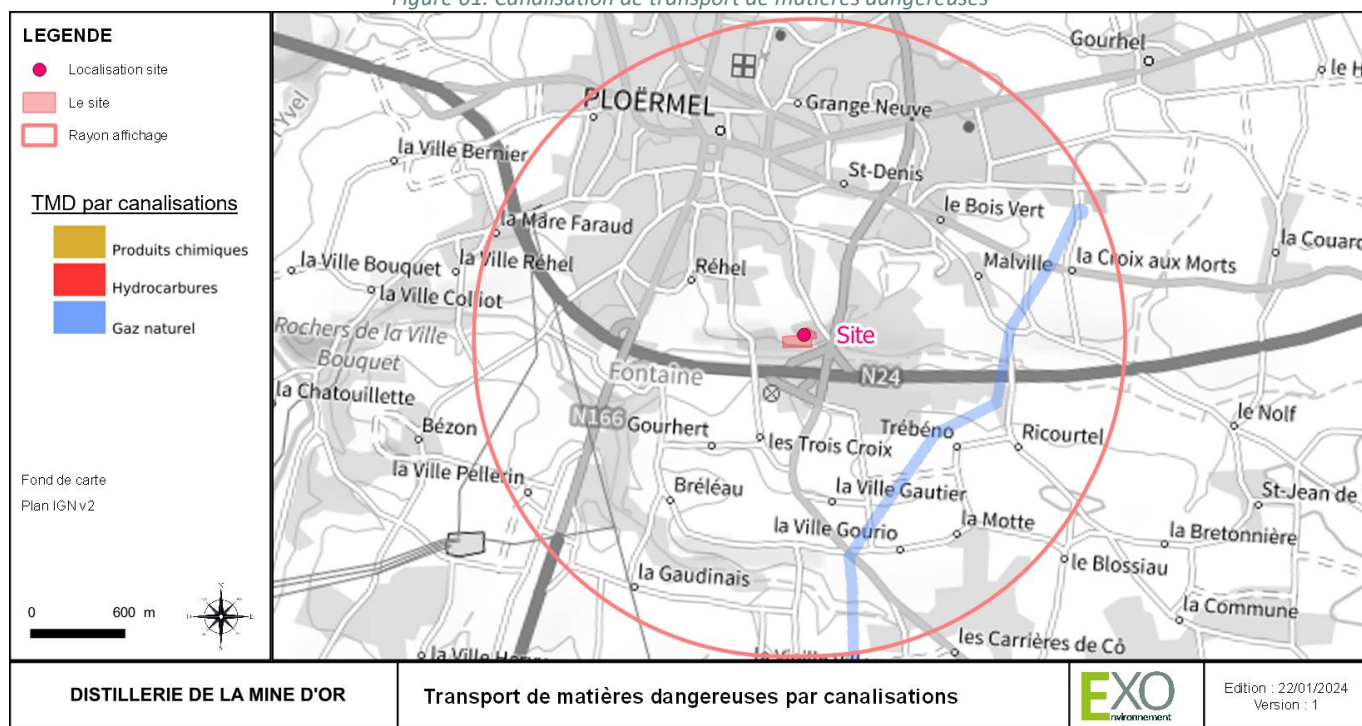 Figure 61: Canalisation de transport de matières dangereuses
LEGENDE
Localisation site
Le site
Rayon affichage
TMD par canalisations
Produits chimiques
Hydrocarbures
Gaz naturel
Fond de carte
Plan IGN v2
0 600 m
L'Yvel
PLOËRMEL
Gourhel
Grange Neuve
la Ville Bernier
St-Denis
le Bois Vert
la Mare Faraud
la Ville Réhel
la Ville Bouquet
la Ville Colliot
Réhel
Malville
la Croix aux Morts
la Couard
Rochers de la Ville
Bouquet
Site
Fontaine
N24
la Chatouillette
N166
Bézon
Gourhert
les Trois Croix
Trébéno
Ricourtel
le Nolf
la Ville Pellerin
Bréléau
la Ville Gautier
St-Jean de
la Ville Gourio
la Motte
la Bretonnière
le Blossiau
la Gaudinais
la Commune
les Carrières de Cô
DISTILLERIE DE LA MINE D'OR
Transport de matières dangereuses par canalisations
EXO
nvironnement
Edition : 22/01/2024
Version : 1